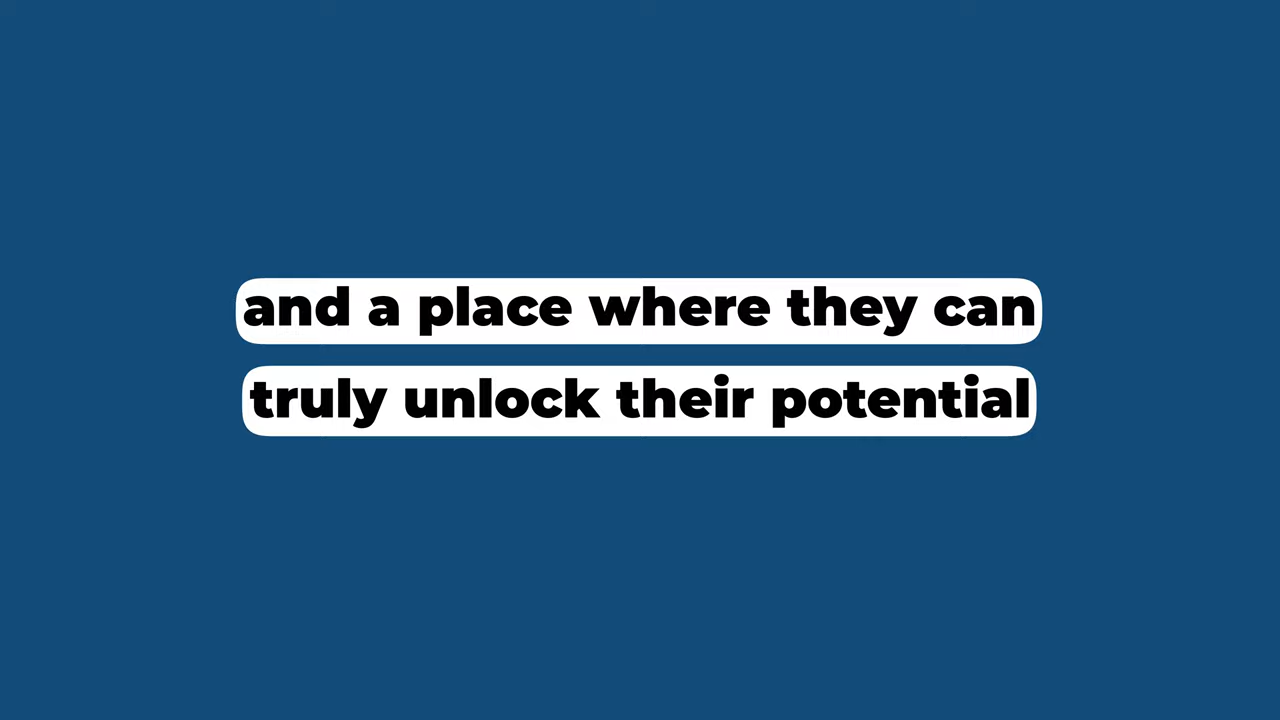 and a place where they can
truly unlock their potential